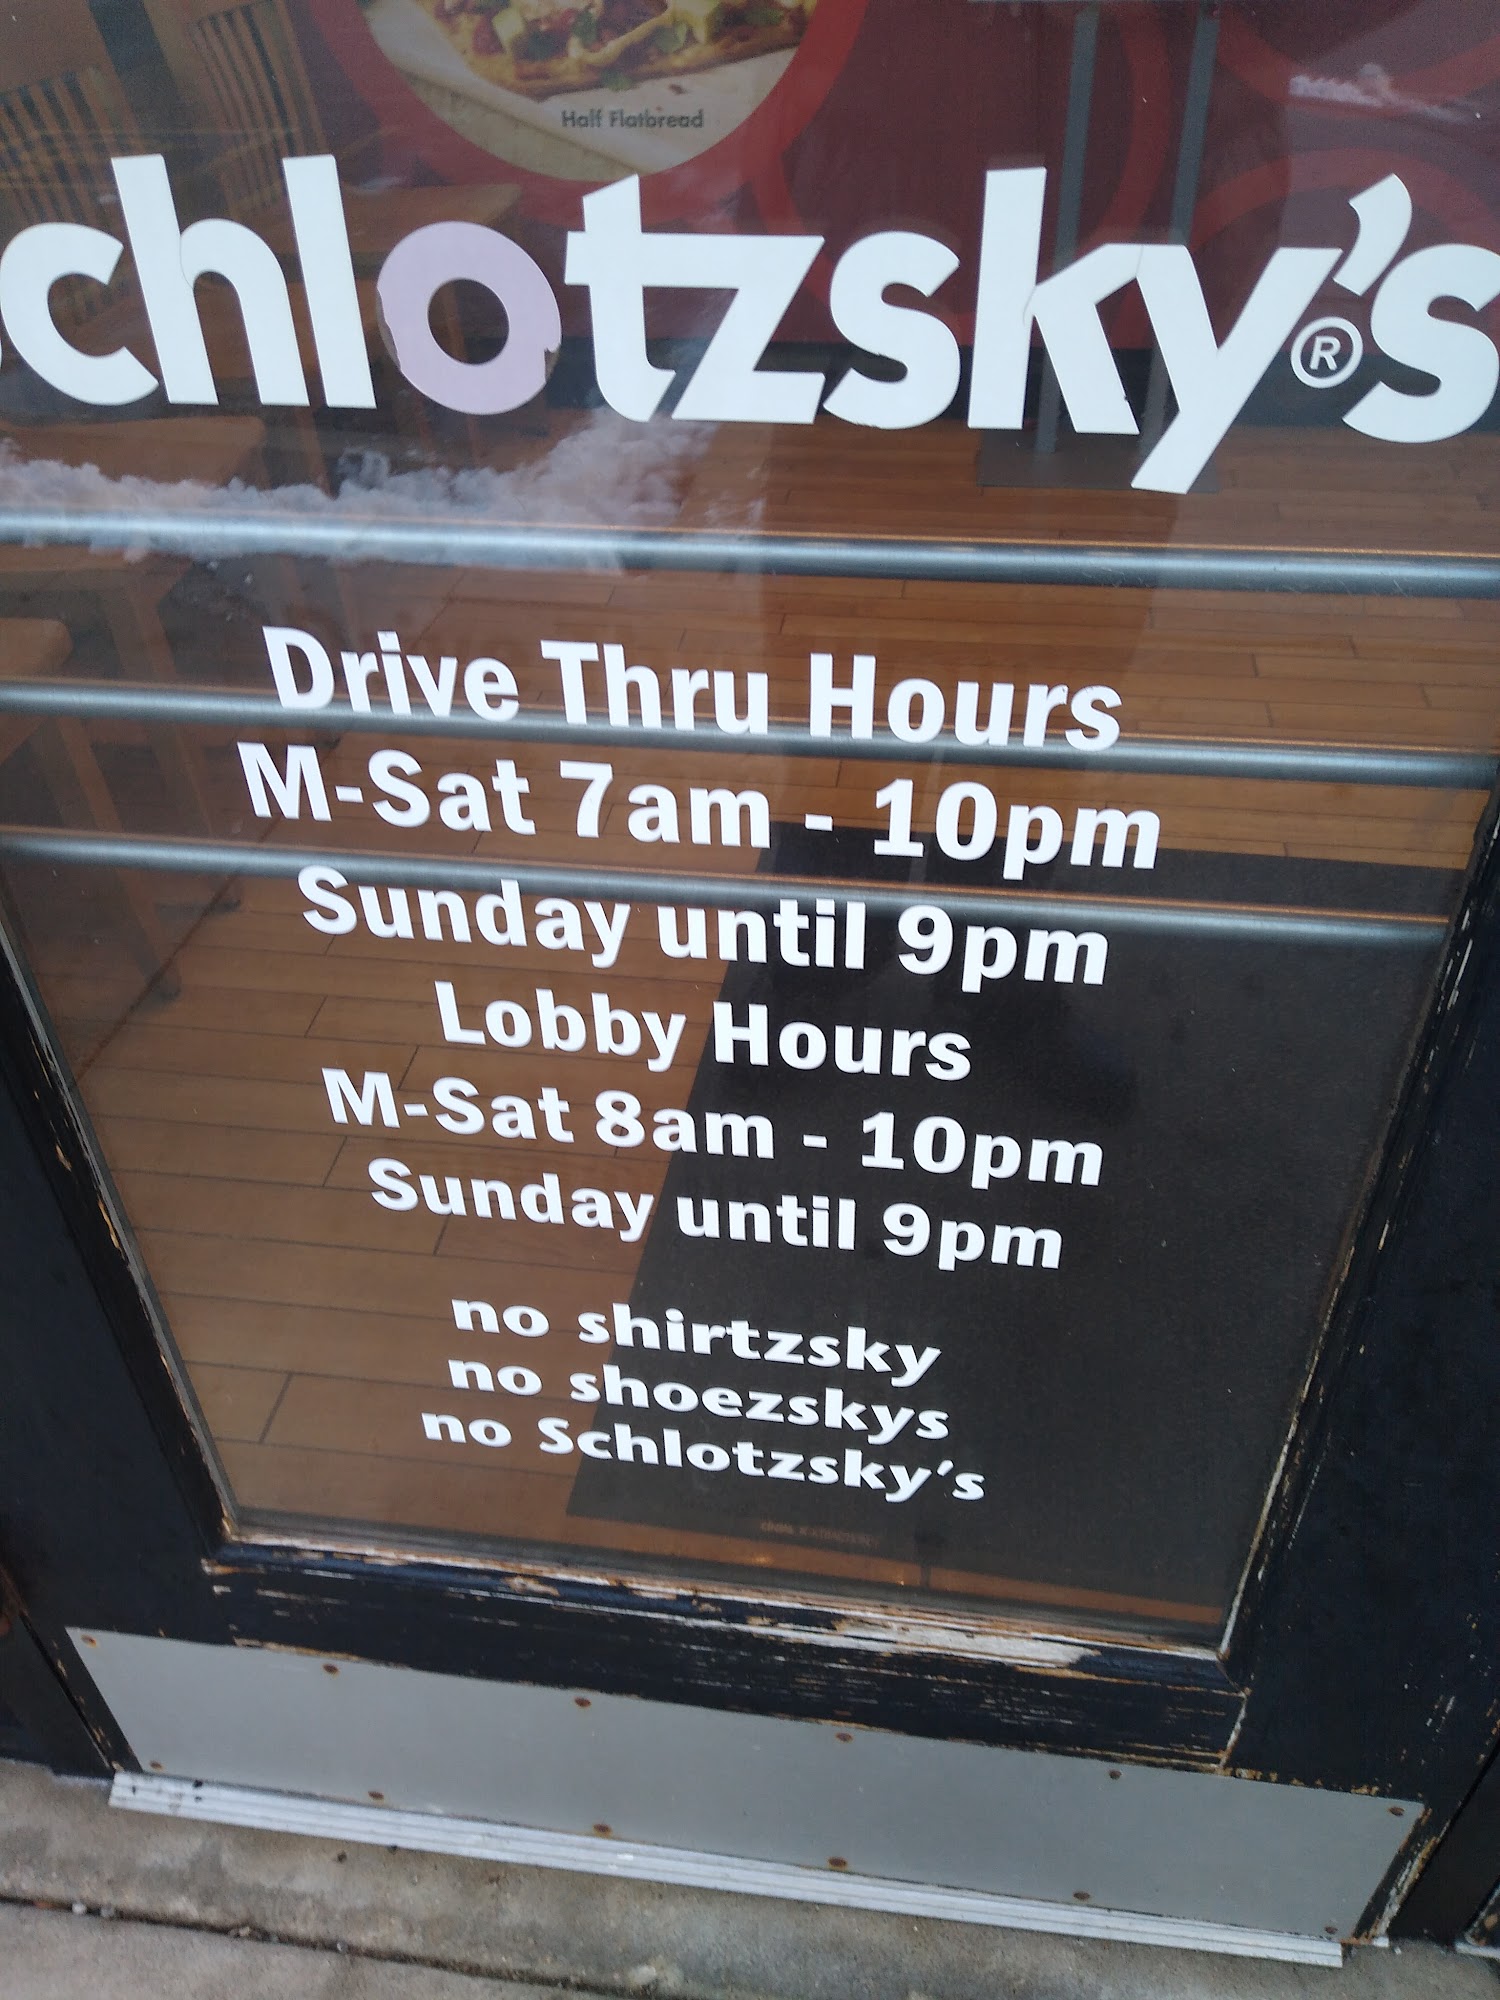 Half Flatbread
chlotzsky's®
Drive Thru Hours
M-Sat 7am - 10pm
Sunday until 9pm
Lobby Hours
M-Sat 8am - 10pm
Sunday until 9pm
no shirtzsky
no shoezskys
no Schlotzsky's